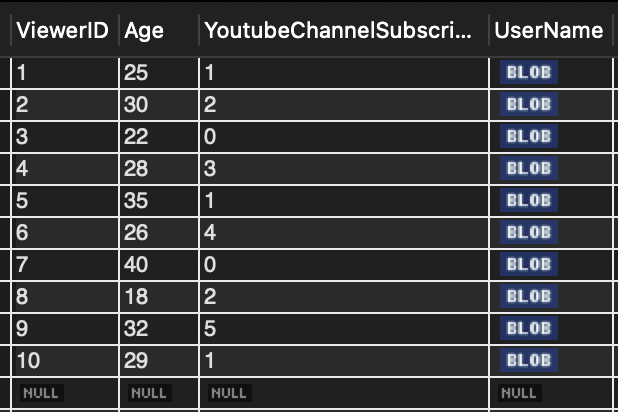 ViewerID Age YoutubeChannelSubscri... UserName
1 25 1 BLOB
2 30 2 BLOB
3 22 0 BLOB
4 28 3 BLOB
5 35 1 BLOB
6 26 4 BLOB
7 40 0 BLOB
8 18 2 BLOB
9 32 5 BLOB
10 29 1 BLOB
NULL NULL NULL NULL